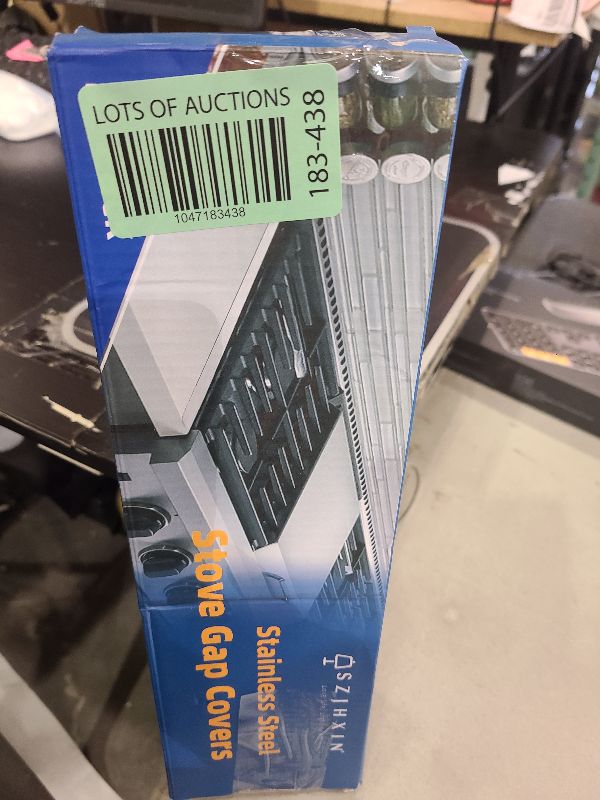 LOTS OF AUCTIONS
183-438
1047183438
SZJHXIN
Stainless Steel
Stove Gap Covers